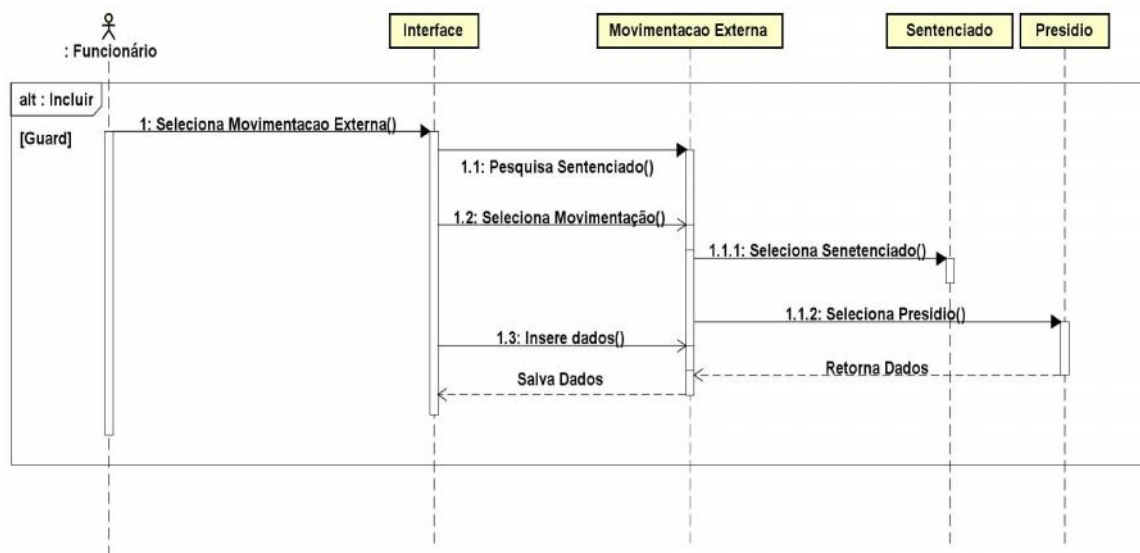 : Funcionário
Interface
Movimentacao Externa
Sentenciado
Presidio
alt : Incluir
[Guard]
1: Seleciona Movimentacao Externa()
1.1: Pesquisa Sentenciado()
1.2: Seleciona Movimentação()
1.1.1: Seleciona Senetenciado()
1.1.2: Seleciona Presidio()
1.3: Insere dados()
Retorna Dados
Salva Dados